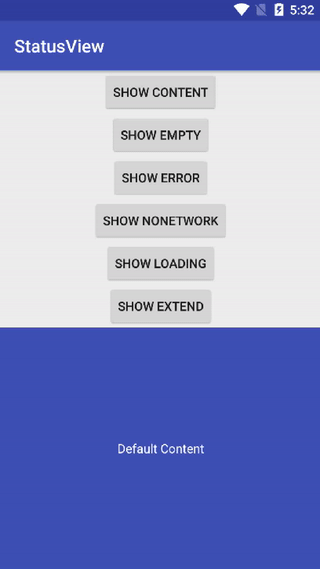 5:32
StatusView
SHOW CONTENT
SHOW EMPTY
SHOW ERROR
SHOW NONETWORK
SHOW LOADING
SHOW EXTEND
Default Content